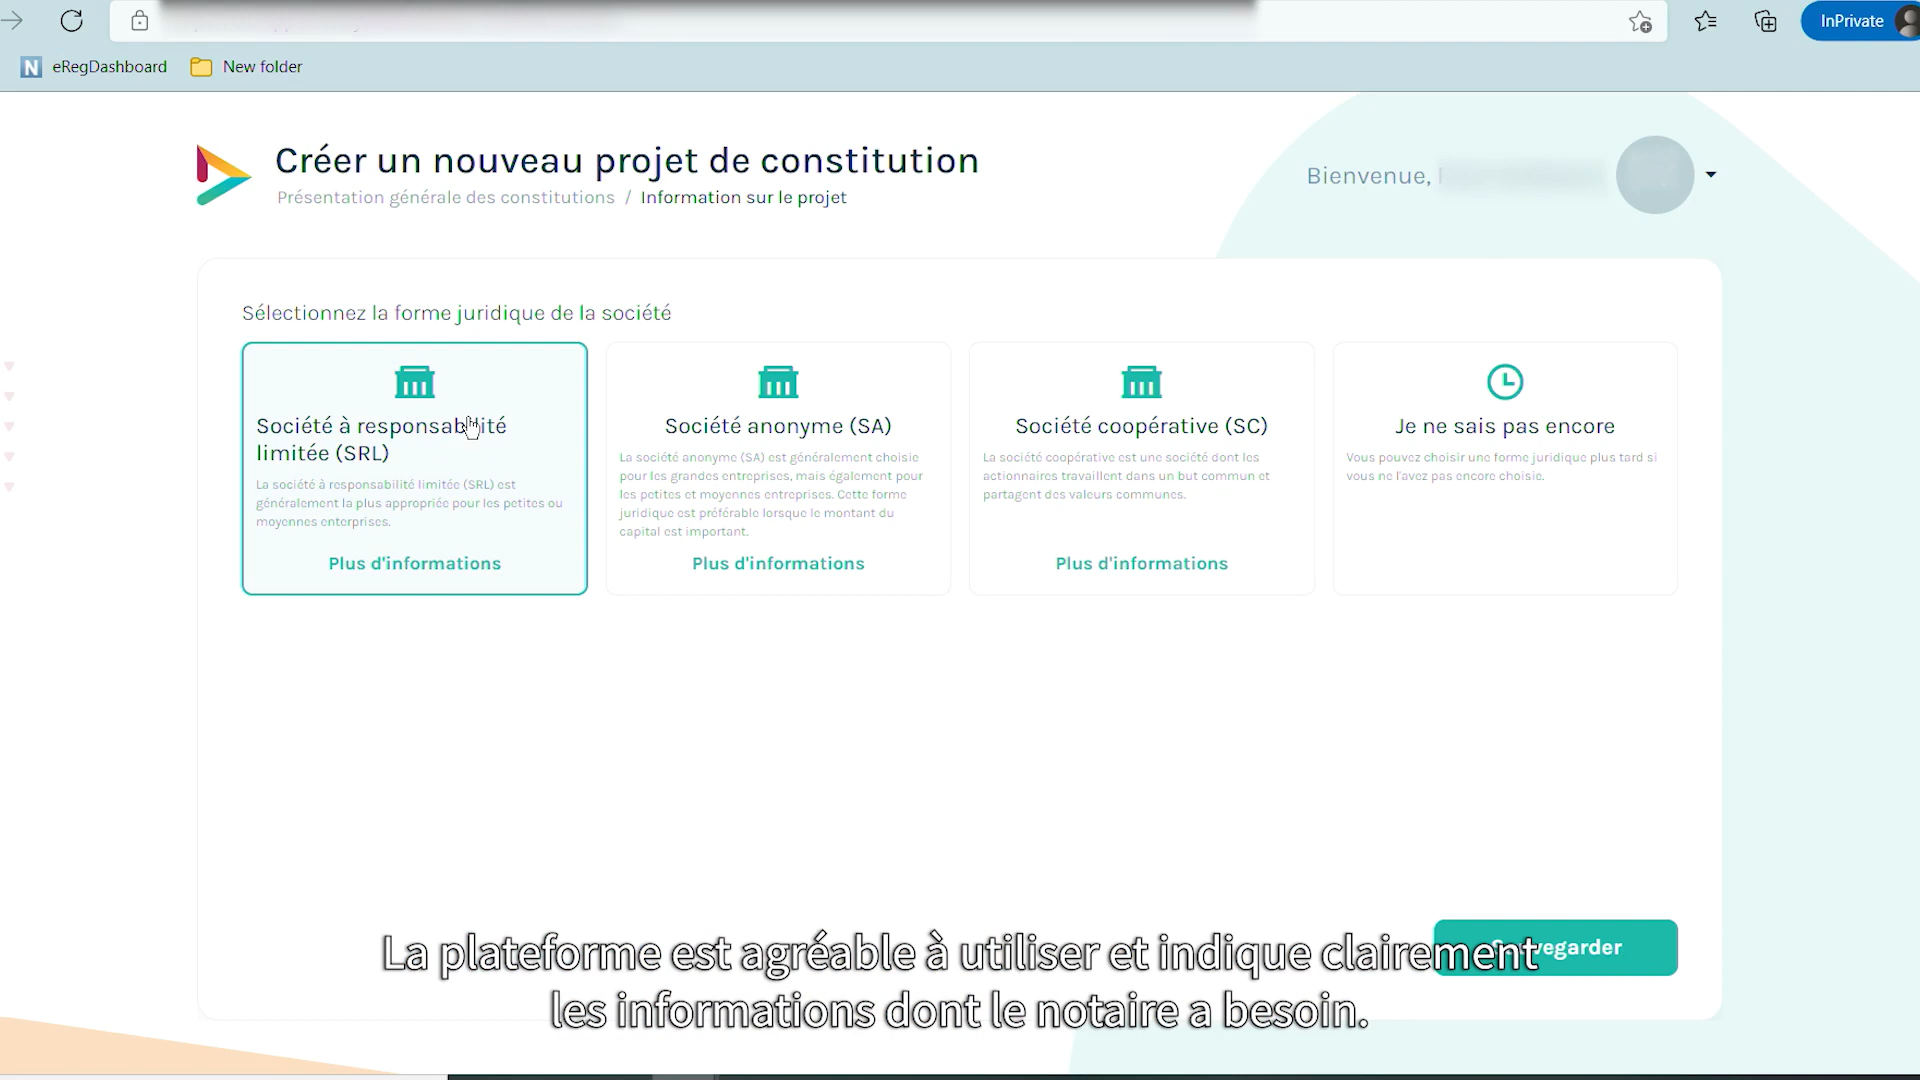 InPrivate
N eRegDashboard New folder
Créer un nouveau projet de constitution
Présentation générale des constitutions / Information sur le projet
Bienvenue,
Sélectionnez la forme juridique de la société
Société à responsabilité
limitée (SRL)
La société à responsabilité limitée (SRL) est
généralement la plus appropriée pour les petites ou
moyennes enterprises.
Plus d'informations
Société anonyme (SA)
La société anonyme (SA) est généralement choisie
pour les grandes entreprises, mais également pour
les petites et moyennes entreprises. Cette forme
juridique est préférable lorsque le montant du
capital est important.
Plus d'informations
Société coopérative (SC)
La société coopérative est une société dont les
actionnaires travaillent dans un but commun et
partagent des valeurs communes.
Plus d'informations
Je ne sais pas encore
Vous pouvez choisir une forme juridique plus tard si
vous ne l'avez pas encore choisie.
Sauvegarder
La plateforme est agréable à utiliser et indique clairement
les informations dont le notaire a besoin.